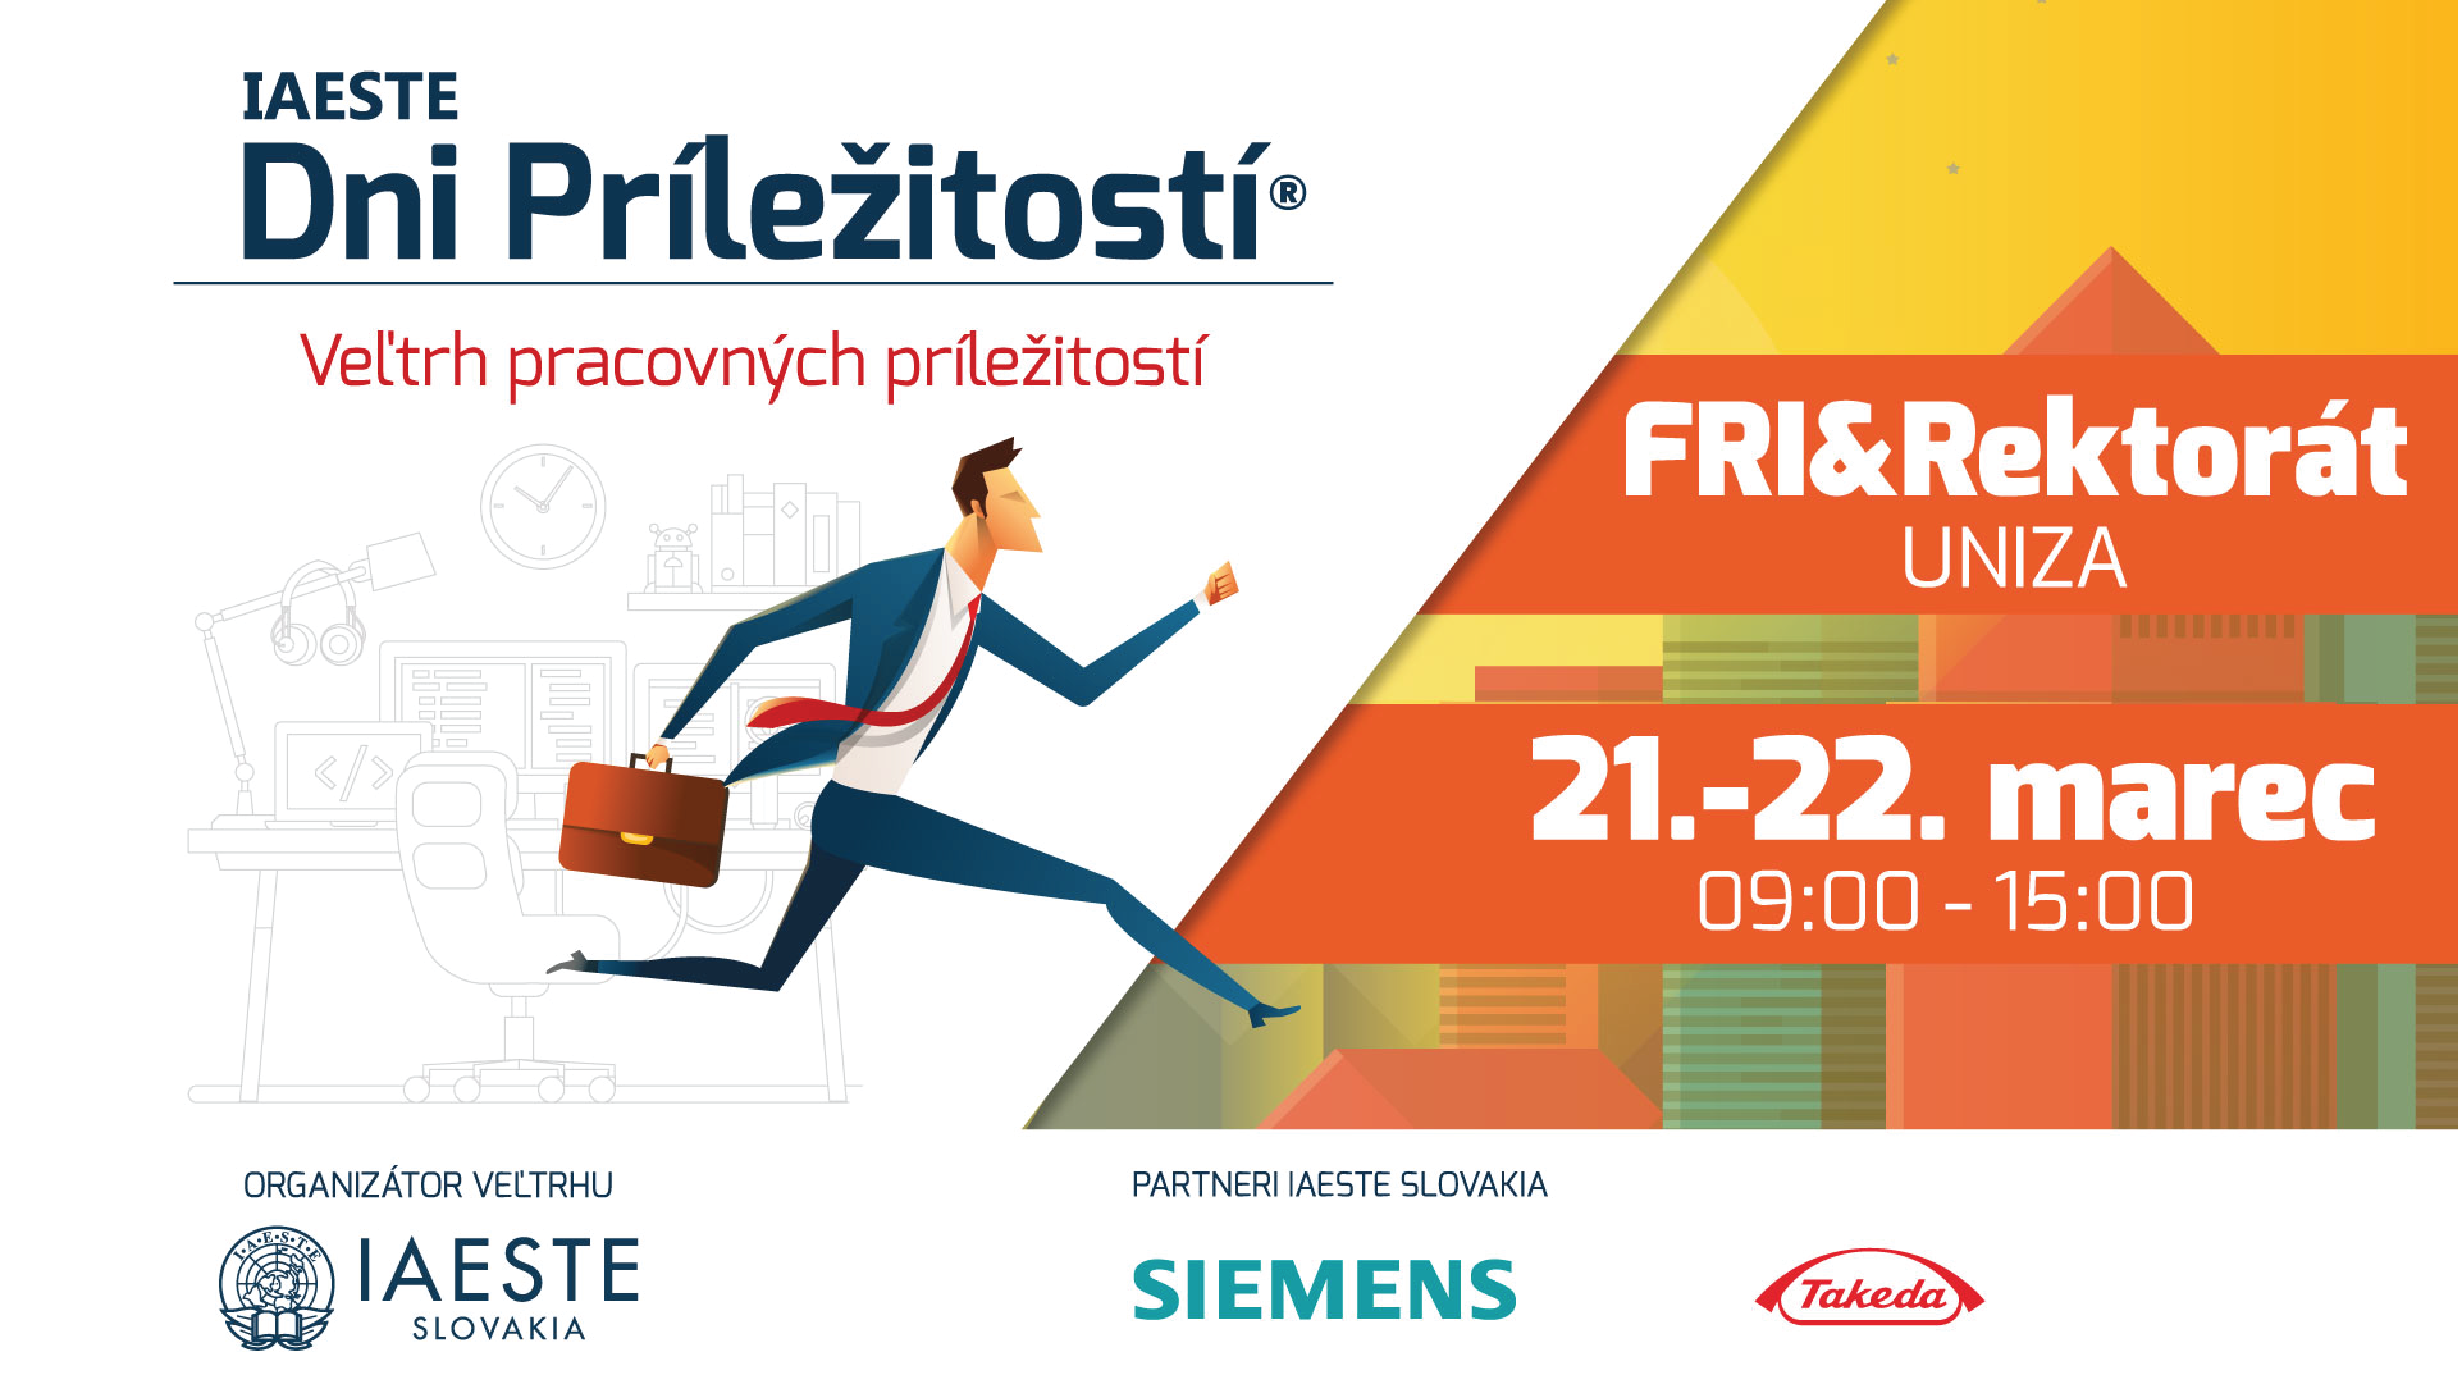 IAESTE
Dni Príležitostí®
Veľtrh pracovných príležitostí
FRI&Rektorát
UNIZA
21.-22. marec
09:00 - 15:00
</>
ORGANIZÁTOR VEĽTRHU
I·A·E·S·T·E
IAESTE
SLOVAKIA
PARTNERI IAESTE SLOVAKIA
SIEMENS
Takeda